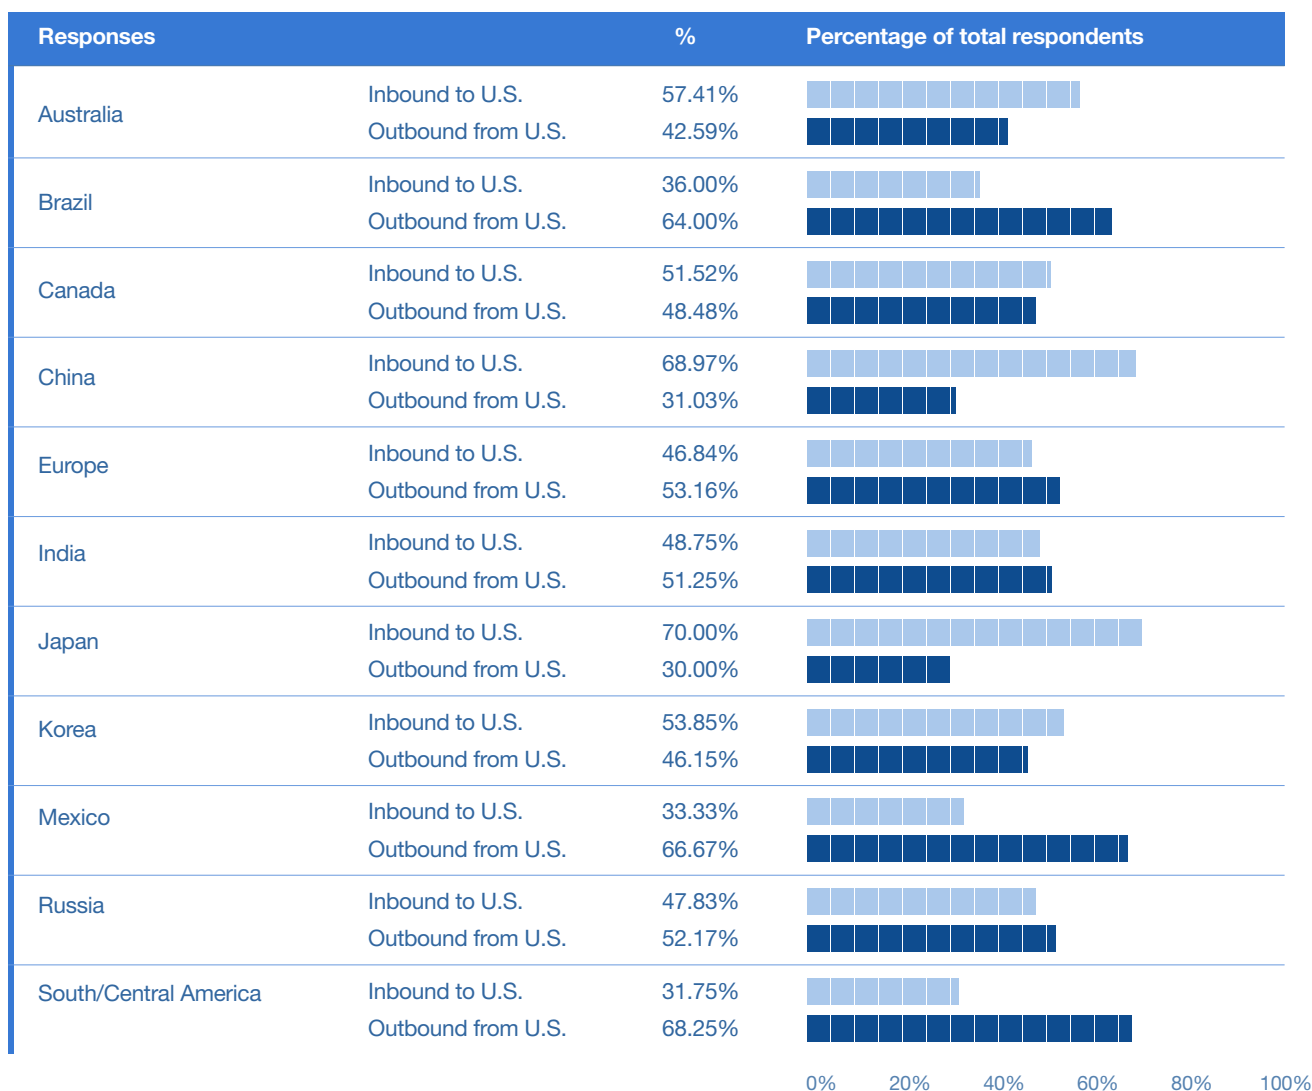 Responses % Percentage of total respondents
Australia
Inbound to U.S. 57.41%
Outbound from U.S. 42.59%
Brazil
Inbound to U.S. 36.00%
Outbound from U.S. 64.00%
Canada
Inbound to U.S. 51.52%
Outbound from U.S. 48.48%
China
Inbound to U.S. 68.97%
Outbound from U.S. 31.03%
Europe
Inbound to U.S. 46.84%
Outbound from U.S. 53.16%
India
Inbound to U.S. 48.75%
Outbound from U.S. 51.25%
Japan
Inbound to U.S. 70.00%
Outbound from U.S. 30.00%
Korea
Inbound to U.S. 53.85%
Outbound from U.S. 46.15%
Mexico
Inbound to U.S. 33.33%
Outbound from U.S. 66.67%
Russia
Inbound to U.S. 47.83%
Outbound from U.S. 52.17%
South/Central America
Inbound to U.S. 31.75%
Outbound from U.S. 68.25%
0% 20% 40% 60% 80% 100%